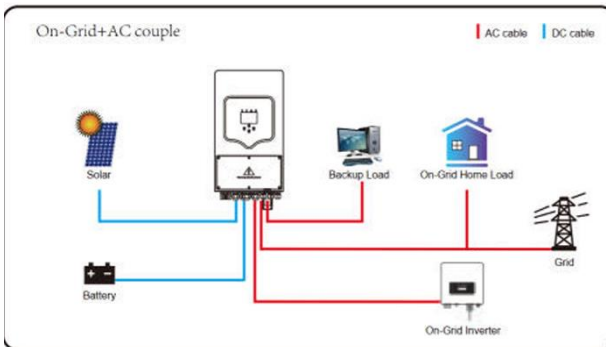 On-Grid+AC couple
AC cable
DC cable
Solar
Backup Load
On-Grid Home Load
Grid
Battery
On-Grid Inverter